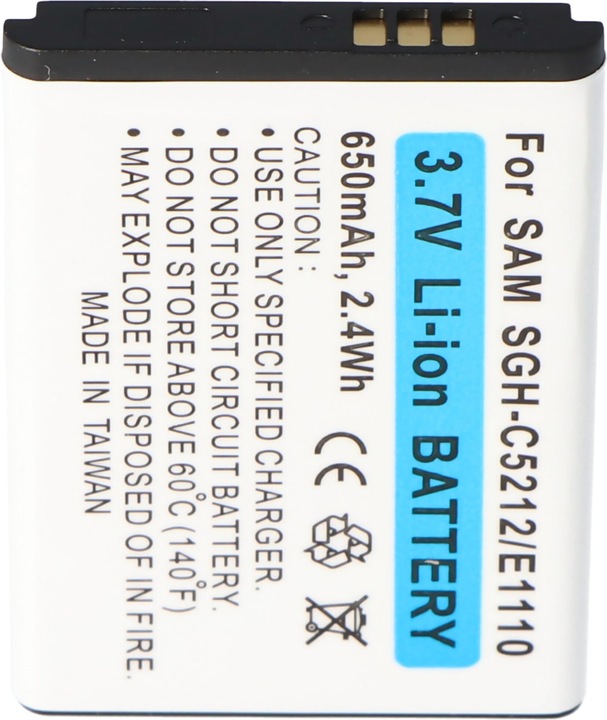 For SAM SGH-C5212/E1110
3.7V Li-ion BATTERY
650mAh, 2.4Wh CE
CAUTION :
• USE ONLY SPECIFIED CHARGER.
• DO NOT SHORT CIRCUIT BATTERY.
• DO NOT STORE ABOVE 60°C (140°F)
• MAY EXPLODE IF DISPOSED OF IN FIRE.
MADE IN TAIWAN